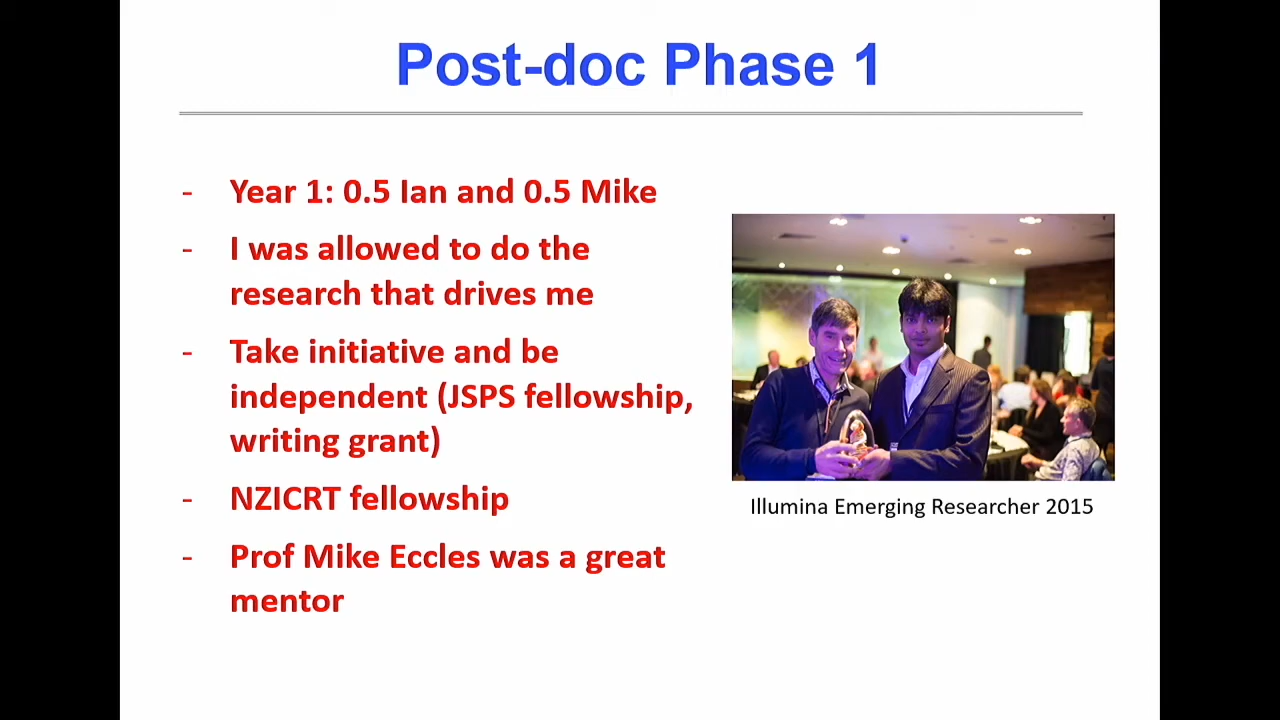 Post-doc Phase 1
- Year 1: 0.5 Ian and 0.5 Mike
- I was allowed to do the
research that drives me
- Take initiative and be
independent (JSPS fellowship,
writing grant)
- NZICRT fellowship
- Prof Mike Eccles was a great
mentor
Illumina Emerging Researcher 2015